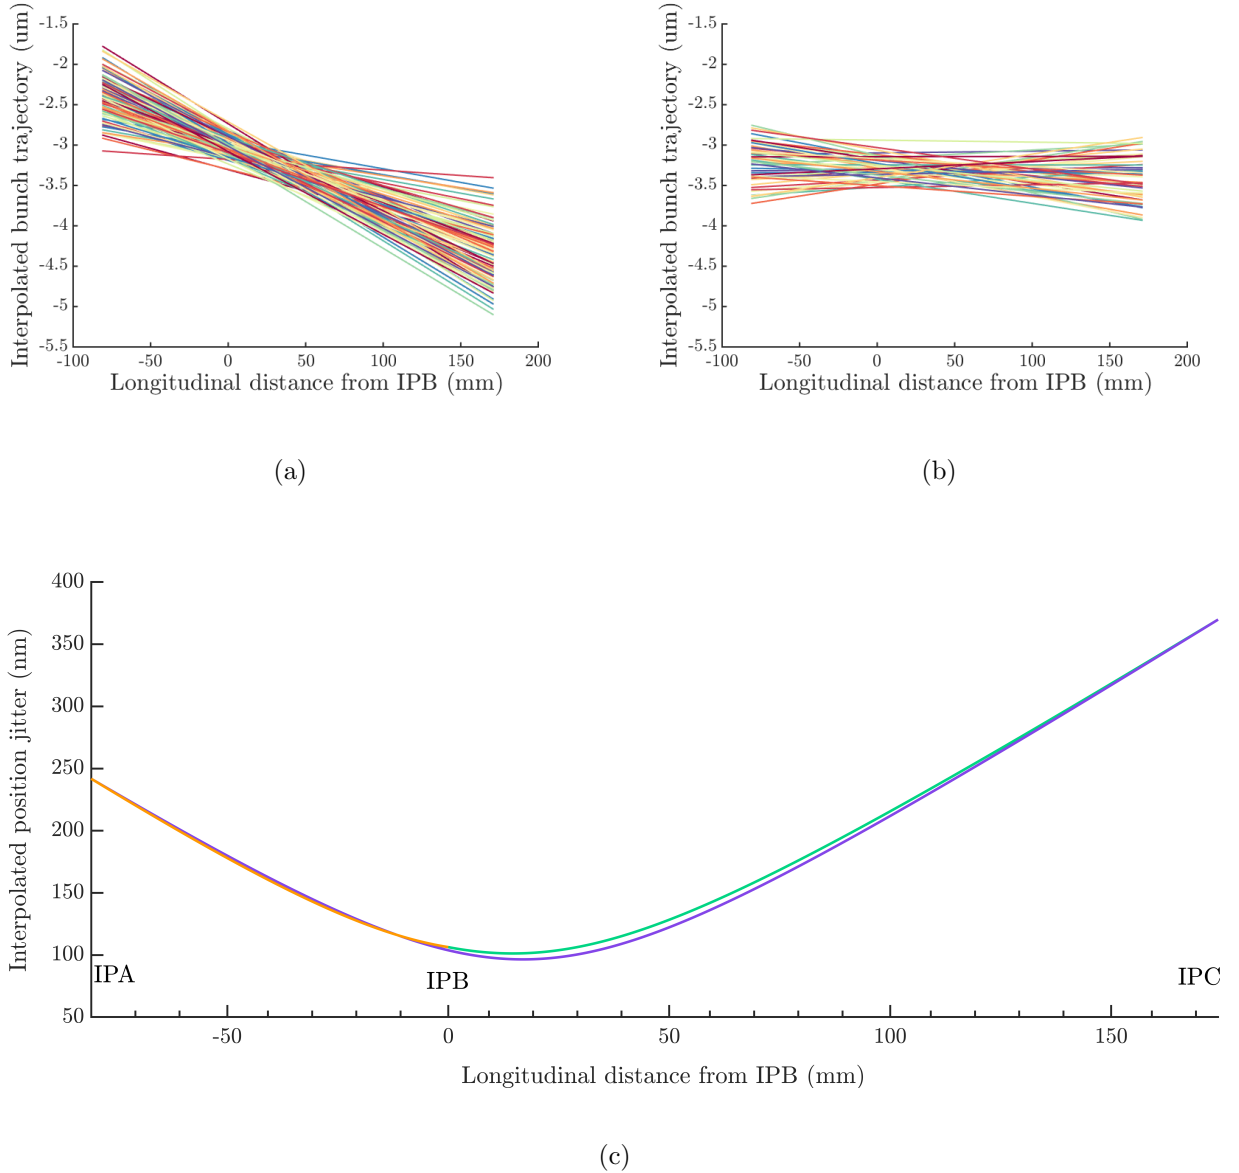 Interpolated bunch trajectory (um)
-1.5
-2
-2.5
-3
-3.5
-4
-4.5
-5
-5.5
-100 -50 0 50 100 150 200
Longitudinal distance from IPB (mm)
(a)
Interpolated bunch trajectory (um)
-1.5
-2
-2.5
-3
-3.5
-4
-4.5
-5
-5.5
-100 -50 0 50 100 150 200
Longitudinal distance from IPB (mm)
(b)
Interpolated position jitter (nm)
400
350
300
250
200
150
100
50
IPA IPB IPC
-50 0 50 100 150
Longitudinal distance from IPB (mm)
(c)